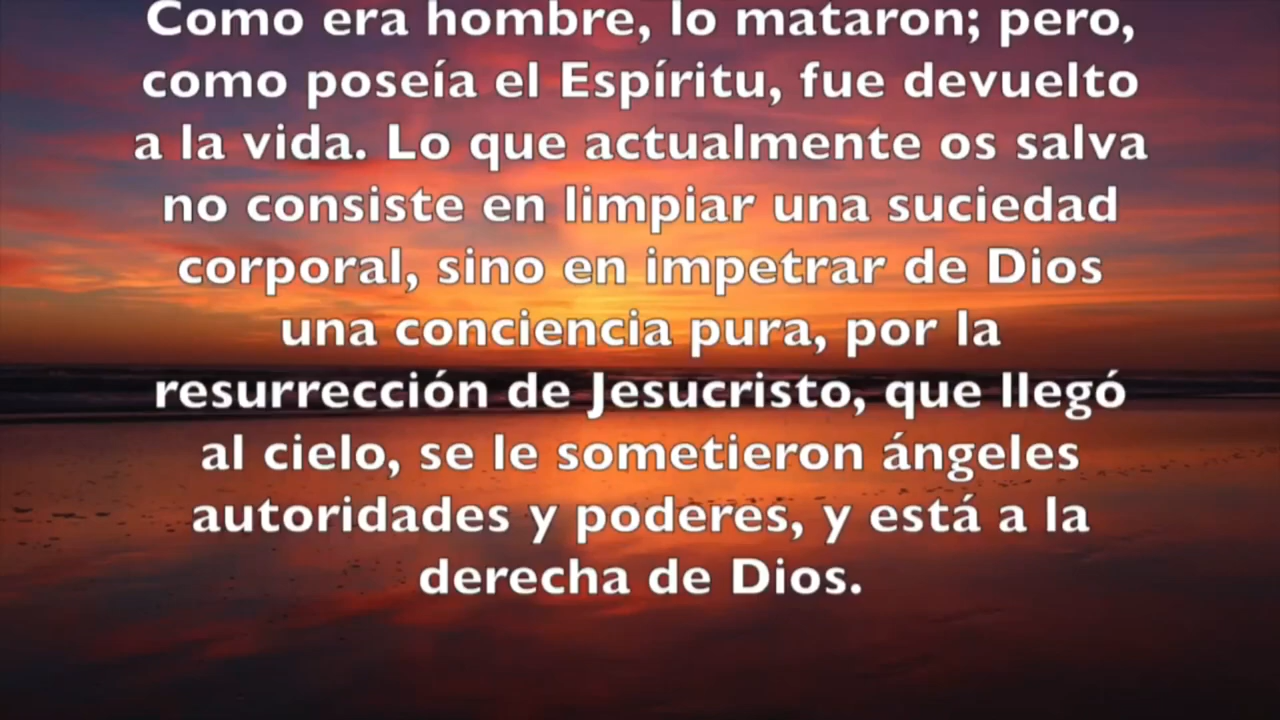 Como era hombre, lo mataron; pero,
como poseía el Espíritu, fue devuelto
a la vida. Lo que actualmente os salva
no consiste en limpiar una suciedad
corporal, sino en impetrar de Dios
una conciencia pura, por la
resurrección de Jesucristo, que llegó
al cielo, se le sometieron ángeles
autoridades y poderes, y está a la
derecha de Dios.